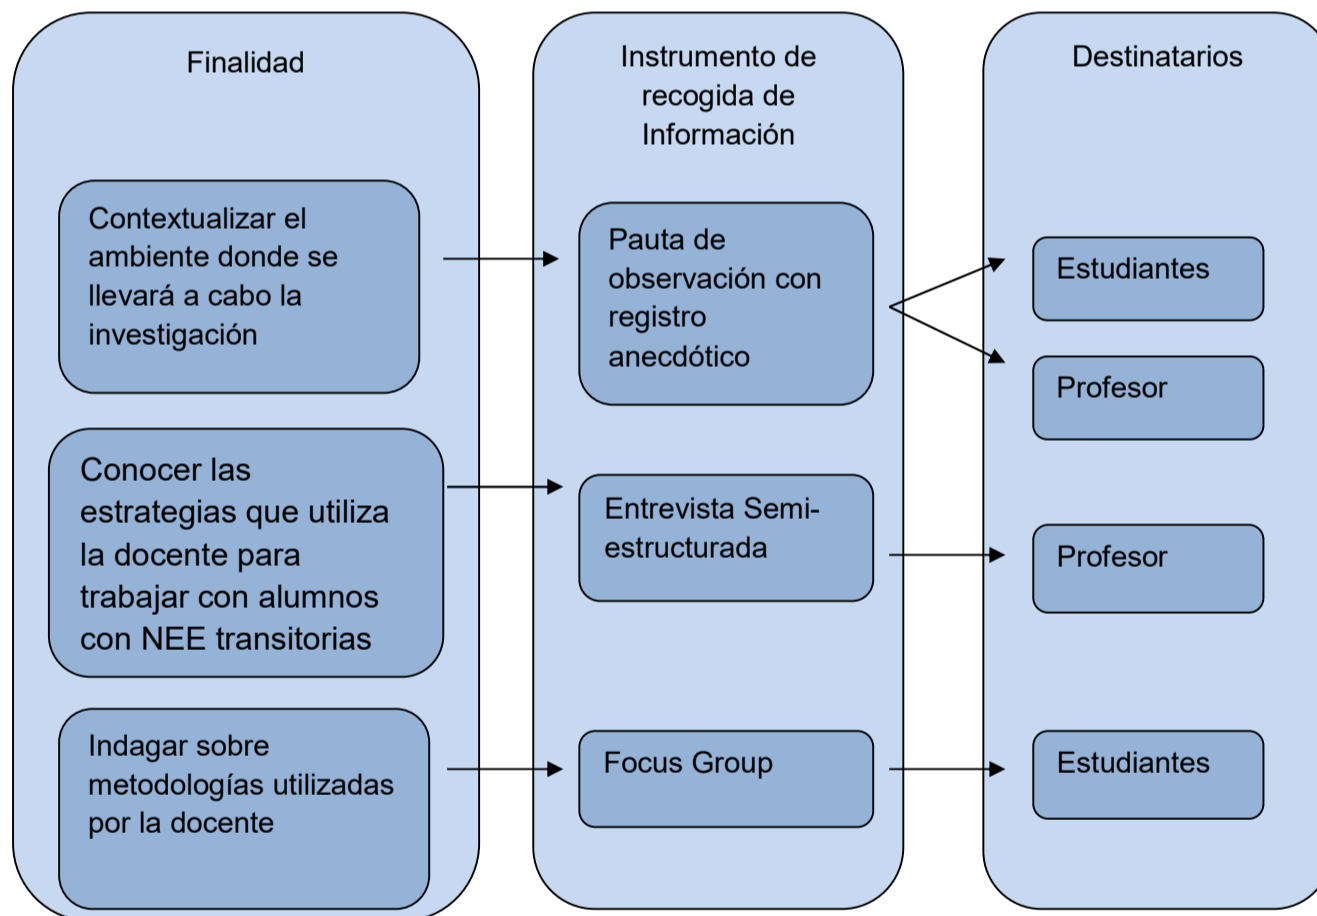 Finalidad
Contextualizar el
ambiente donde se
llevará a cabo la
investigación
Conocer las
estrategias que utiliza
la docente para
trabajar con alumnos
con NEE transitorias
Indagar sobre
metodologías utilizadas
por la docente
Instrumento de
recogida de
Información
Pauta de
observación con
registro
anecdótico
Entrevista Semi-
estructurada
Focus Group
Destinatarios
Estudiantes
Profesor
Profesor
Estudiantes